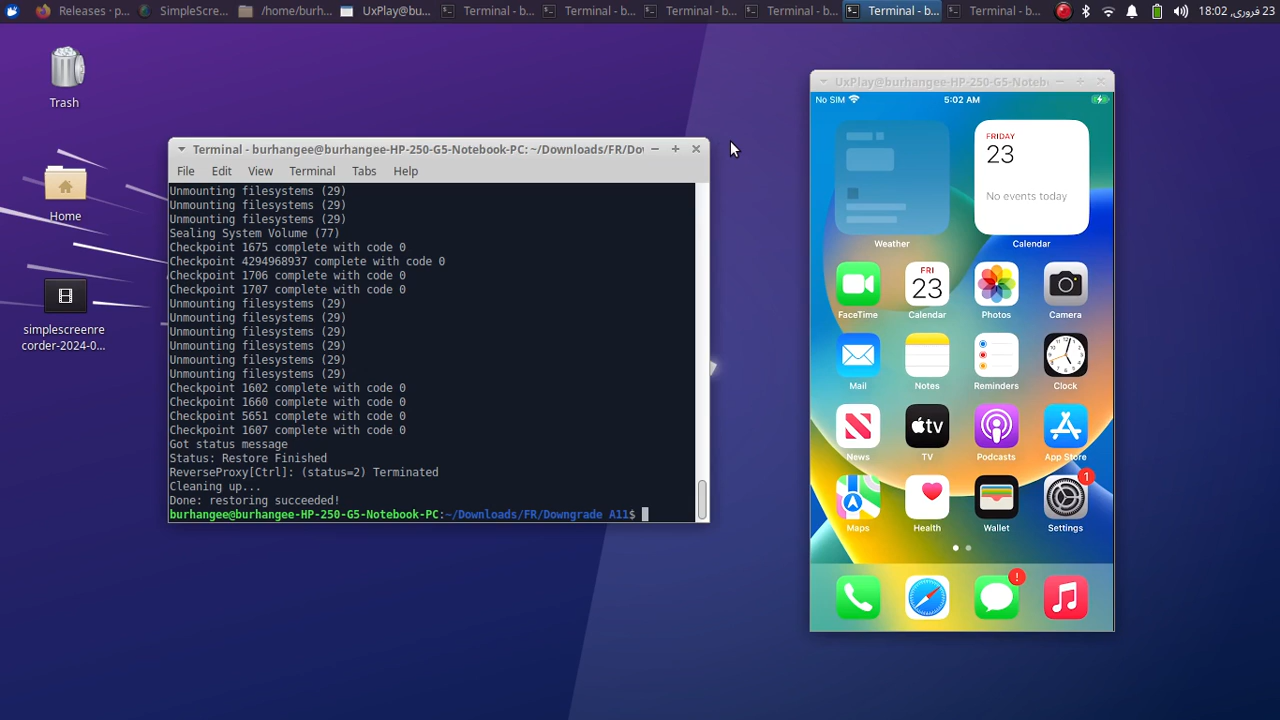 Releases · p...
SimpleScre...
/home/burh...
UxPlay@bu...
Terminal - b...
Terminal - b...
Terminal - b...
Terminal - b...
Terminal - b...
Terminal - b...
23 فروری, 18:02
Trash
Home
simplescreenre
corder-2024-0...
Terminal - burhangee@burhangee-HP-250-G5-Notebook-PC: ~/Downloads/FR/Dov
File Edit View Terminal Tabs Help
Unmounting filesystems (29)
Unmounting filesystems (29)
Unmounting filesystems (29)
Sealing System Volume (77)
Checkpoint 1675 complete with code 0
Checkpoint 4294968937 complete with code 0
Checkpoint 1706 complete with code 0
Checkpoint 1707 complete with code 0
Unmounting filesystems (29)
Unmounting filesystems (29)
Unmounting filesystems (29)
Unmounting filesystems (29)
Unmounting filesystems (29)
Unmounting filesystems (29)
Checkpoint 1602 complete with code 0
Checkpoint 1660 complete with code 0
Checkpoint 5651 complete with code 0
Checkpoint 1607 complete with code 0
Got status message
Status: Restore Finished
ReverseProxy[Ctrl]: (status=2) Terminated
Cleaning up...
Done: restoring succeeded!
burhangee@burhangee-HP-250-G5-Notebook-PC:~/Downloads/FR/Downgrade A11$
UxPlay@burhangee-HP-250-G5-Noteb
No SIM 5:02 AM
FRIDAY
23
No events today
Weather Calendar
FRI
23
FaceTime Calendar Photos Camera
Mail Notes Reminders Clock
tv
News TV Podcasts App Store
1
Maps Health Wallet Settings
!